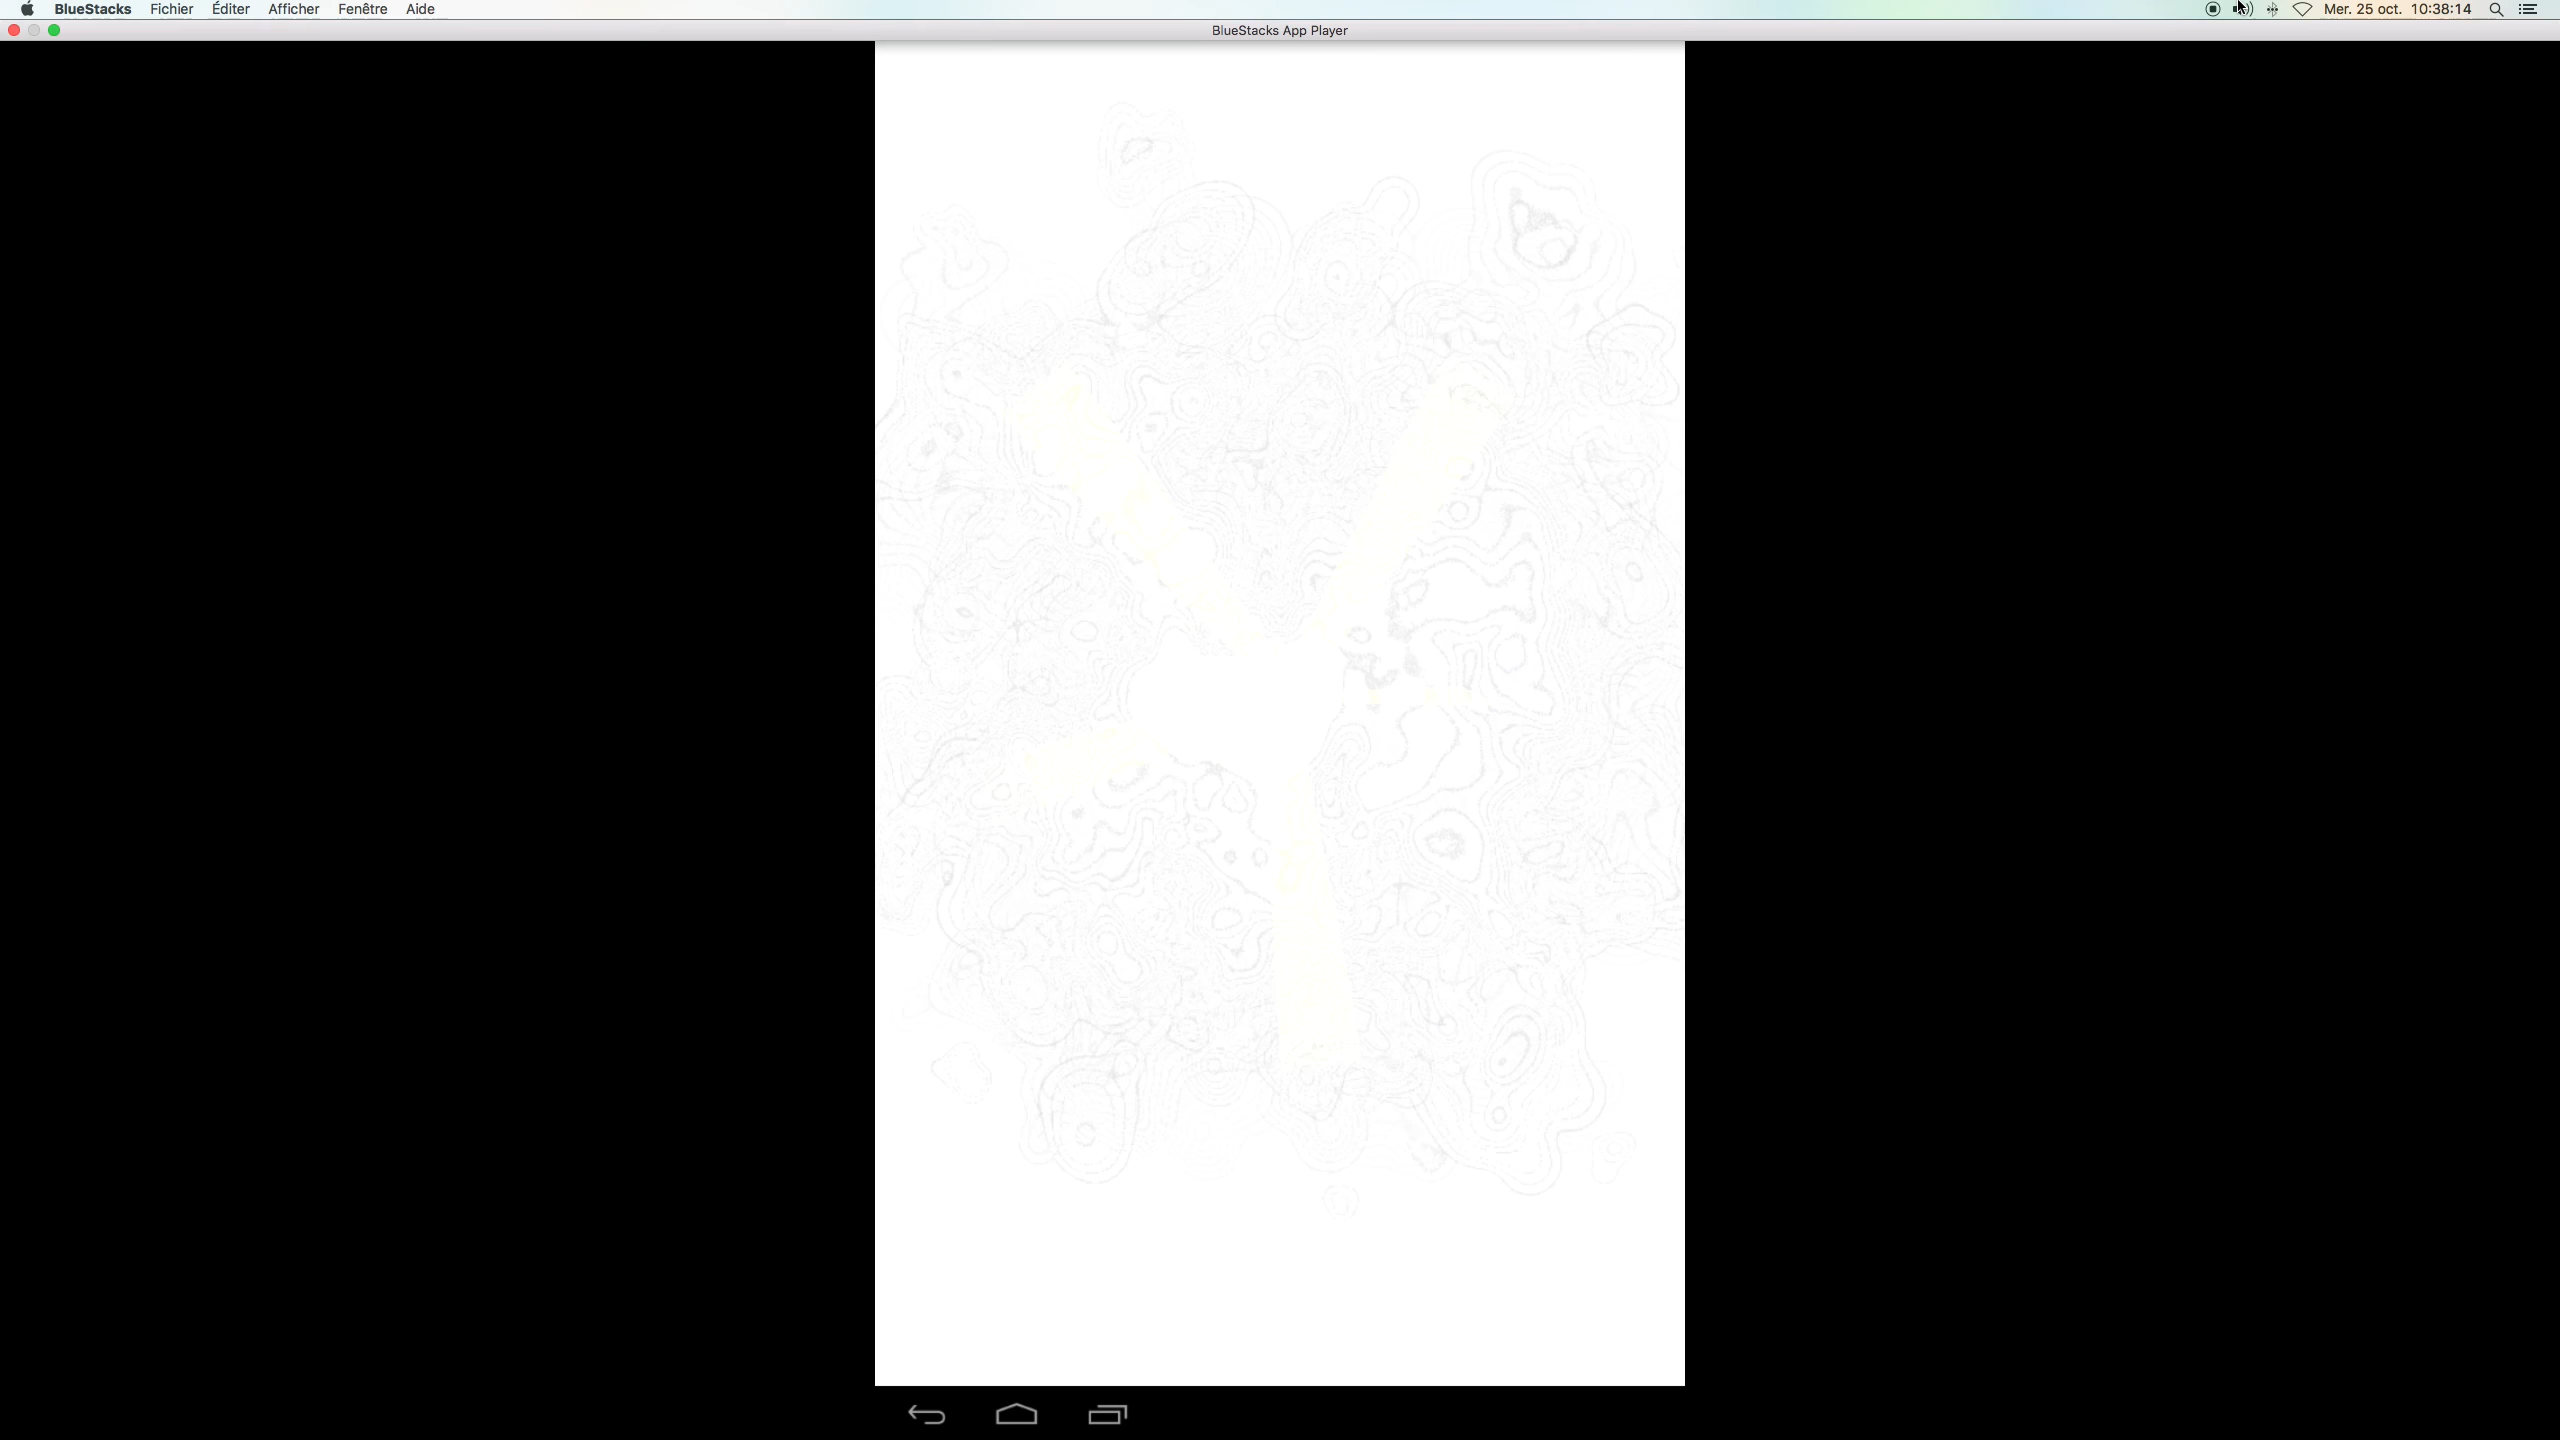 BlueStacks Fichier Éditer Afficher Fenêtre Aide Mer. 25 oct. 10:38:14
BlueStacks App Player